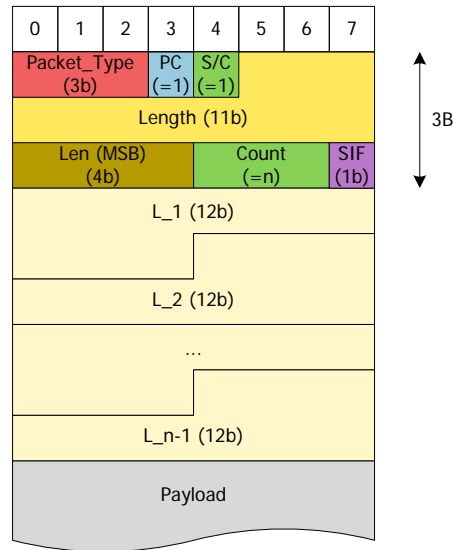 0 1 2 3 4 5 6 7
Packet_Type PC S/C
(3b) (=1) (=1)
Length (11b)
3B
Len (MSB) Count SIF
(4b) (=n) (1b)
L_1 (12b)
L_2 (12b)
...
L_n-1 (12b)
Payload